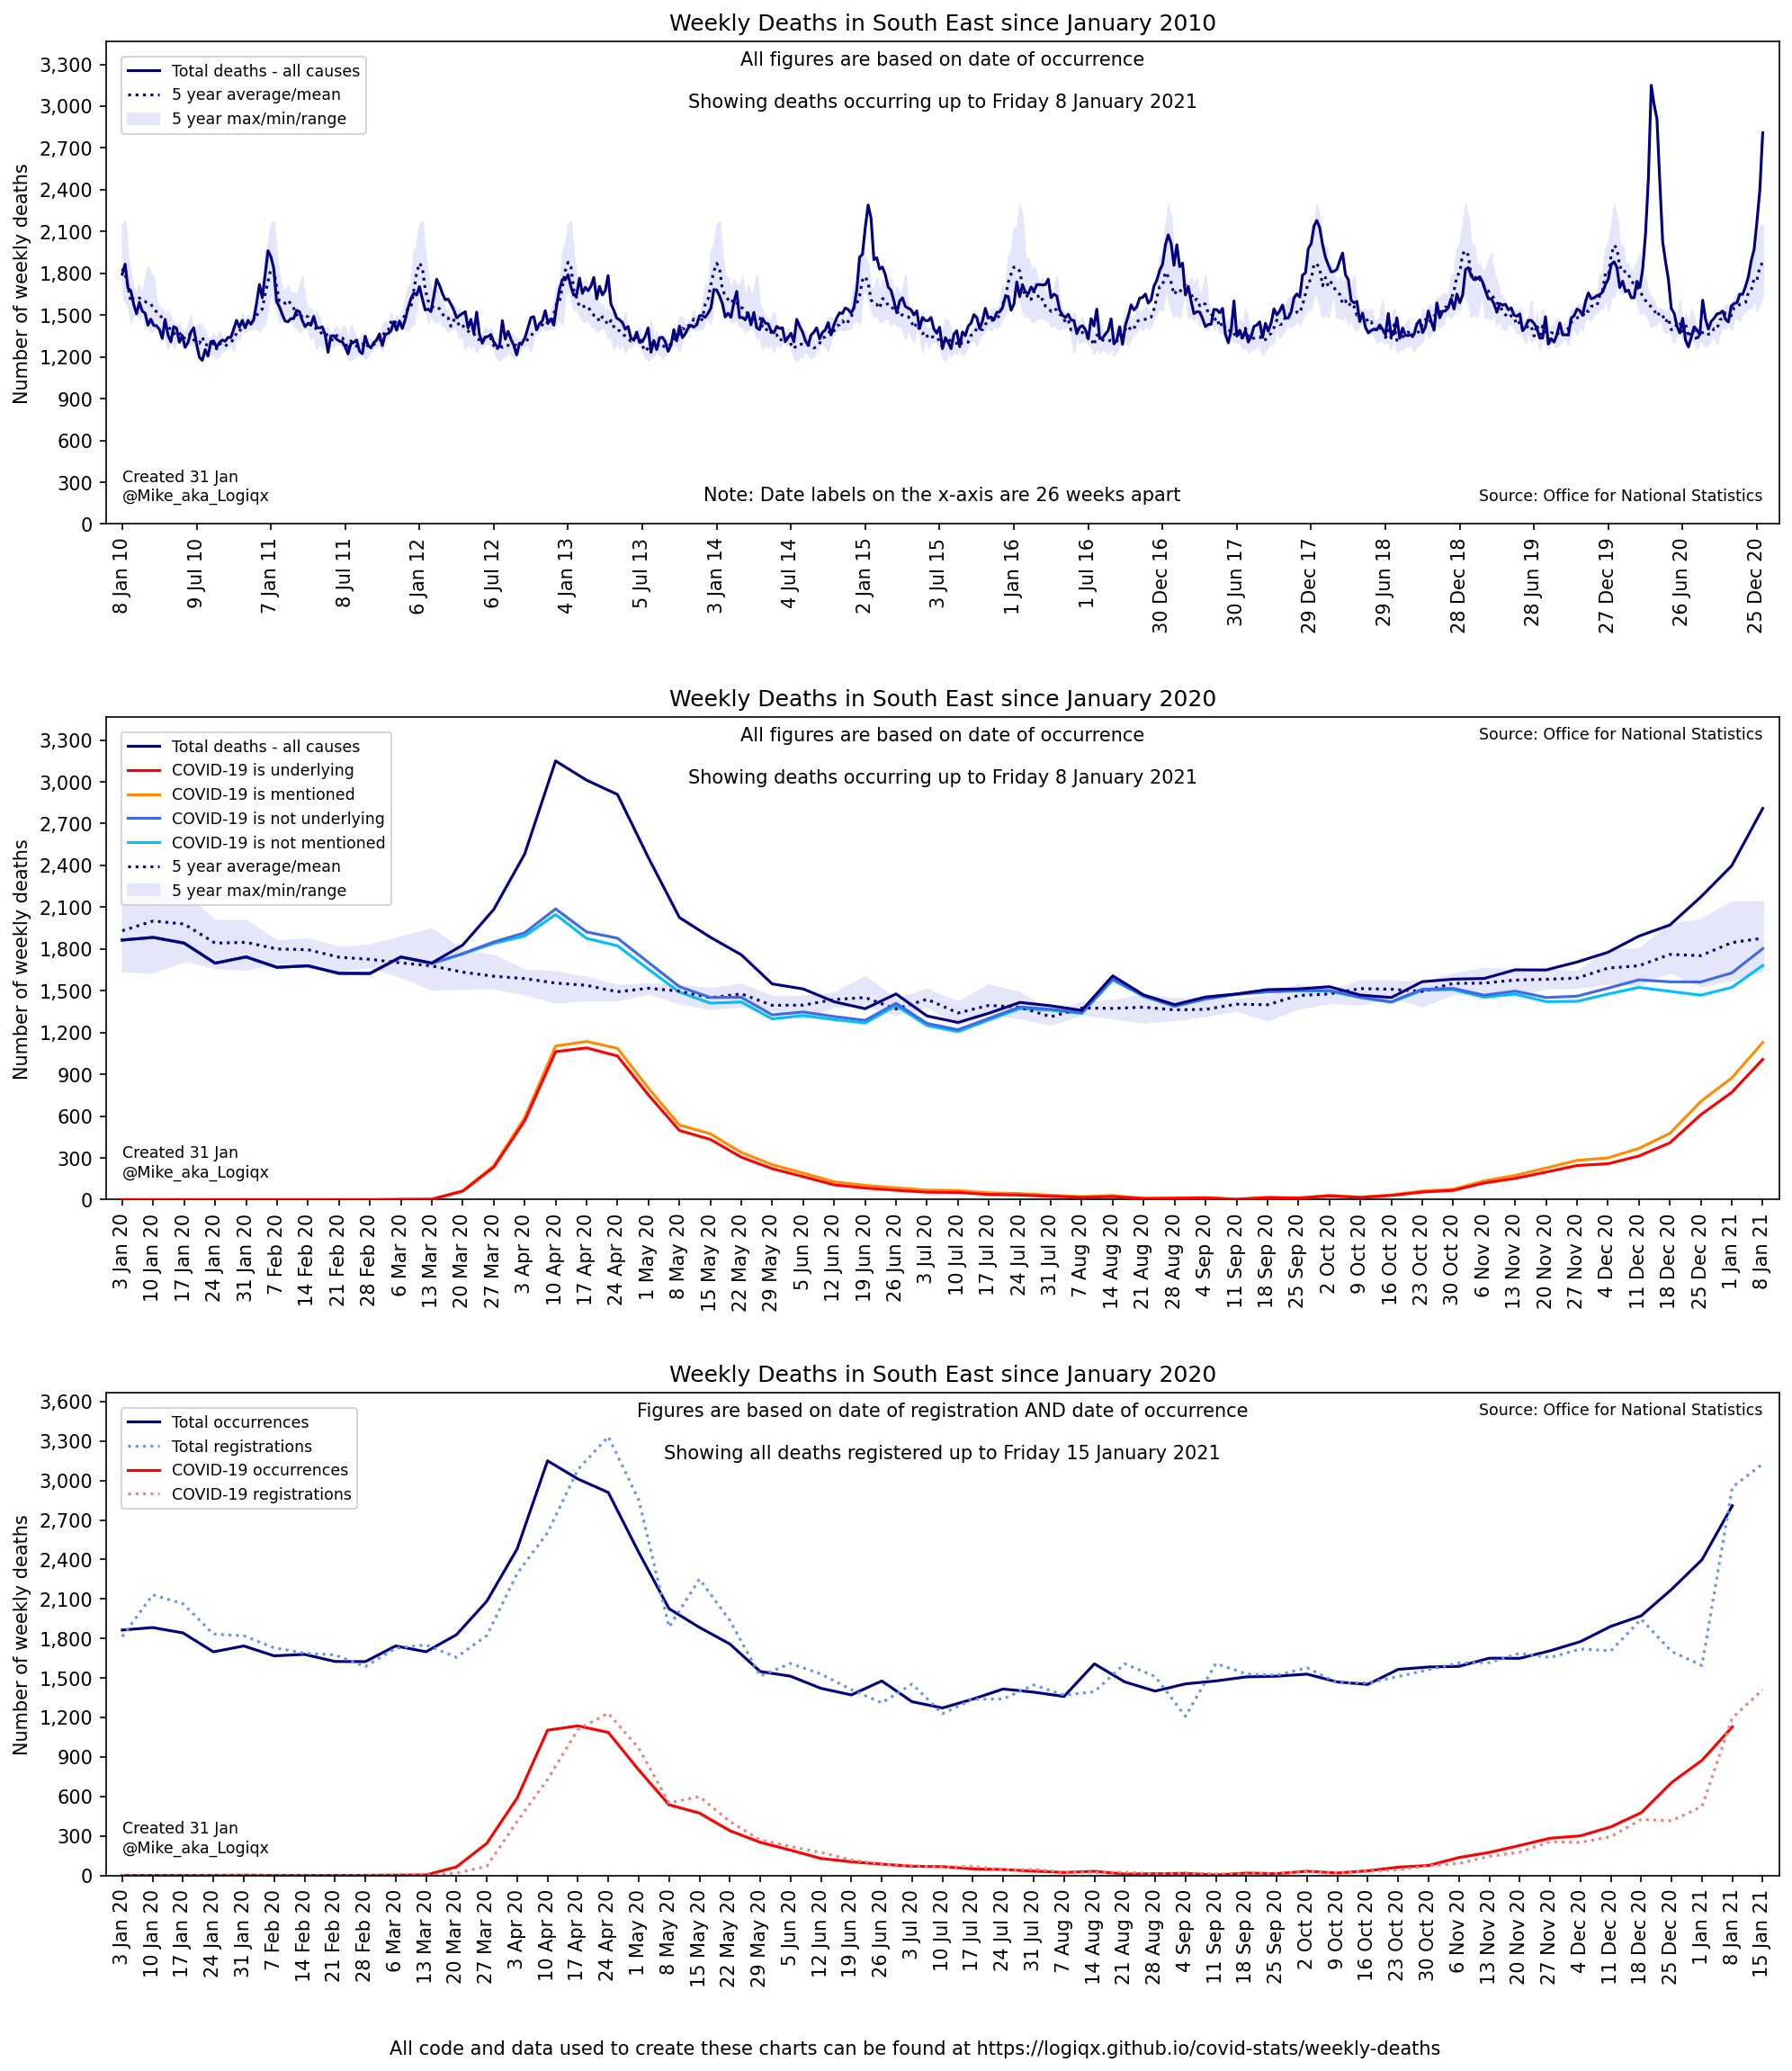 Weekly Deaths in South East since January 2010
All figures are based on date of occurrence
Showing deaths occurring up to Friday 8 January 2021
Total deaths - all causes
5 year average/mean
5 year max/min/range
Number of weekly deaths
3,300
3,000
2,700
2,400
2,100
1,800
1,500
1,200
900
600
300
0
Created 31 Jan
@Mike_aka_Logiqx
Note: Date labels on the x-axis are 26 weeks apart
Source: Office for National Statistics
8 Jan 10
9 Jul 10
7 Jan 11
8 Jul 11
6 Jan 12
6 Jul 12
4 Jan 13
5 Jul 13
3 Jan 14
4 Jul 14
2 Jan 15
3 Jul 15
1 Jan 16
1 Jul 16
30 Dec 16
30 Jun 17
29 Dec 17
29 Jun 18
28 Dec 18
28 Jun 19
27 Dec 19
26 Jun 20
25 Dec 20
Weekly Deaths in South East since January 2020
All figures are based on date of occurrence
Showing deaths occurring up to Friday 8 January 2021
Source: Office for National Statistics
Total deaths - all causes
COVID-19 is underlying
COVID-19 is mentioned
COVID-19 is not underlying
COVID-19 is not mentioned
5 year average/mean
5 year max/min/range
Number of weekly deaths
3,300
3,000
2,700
2,400
2,100
1,800
1,500
1,200
900
600
300
0
Created 31 Jan
@Mike_aka_Logiqx
3 Jan 20
10 Jan 20
17 Jan 20
24 Jan 20
31 Jan 20
7 Feb 20
14 Feb 20
21 Feb 20
28 Feb 20
6 Mar 20
13 Mar 20
20 Mar 20
27 Mar 20
3 Apr 20
10 Apr 20
17 Apr 20
24 Apr 20
1 May 20
8 May 20
15 May 20
22 May 20
29 May 20
5 Jun 20
12 Jun 20
19 Jun 20
26 Jun 20
3 Jul 20
10 Jul 20
17 Jul 20
24 Jul 20
31 Jul 20
7 Aug 20
14 Aug 20
21 Aug 20
28 Aug 20
4 Sep 20
11 Sep 20
18 Sep 20
25 Sep 20
2 Oct 20
9 Oct 20
16 Oct 20
23 Oct 20
30 Oct 20
6 Nov 20
13 Nov 20
20 Nov 20
27 Nov 20
4 Dec 20
11 Dec 20
18 Dec 20
25 Dec 20
1 Jan 21
8 Jan 21
Weekly Deaths in South East since January 2020
Figures are based on date of registration AND date of occurrence
Showing all deaths registered up to Friday 15 January 2021
Source: Office for National Statistics
Total occurrences
Total registrations
COVID-19 occurrences
COVID-19 registrations
Number of weekly deaths
3,600
3,300
3,000
2,700
2,400
2,100
1,800
1,500
1,200
900
600
300
0
Created 31 Jan
@Mike_aka_Logiqx
3 Jan 20
10 Jan 20
17 Jan 20
24 Jan 20
31 Jan 20
7 Feb 20
14 Feb 20
21 Feb 20
28 Feb 20
6 Mar 20
13 Mar 20
20 Mar 20
27 Mar 20
3 Apr 20
10 Apr 20
17 Apr 20
24 Apr 20
1 May 20
8 May 20
15 May 20
22 May 20
29 May 20
5 Jun 20
12 Jun 20
19 Jun 20
26 Jun 20
3 Jul 20
10 Jul 20
17 Jul 20
24 Jul 20
31 Jul 20
7 Aug 20
14 Aug 20
21 Aug 20
28 Aug 20
4 Sep 20
11 Sep 20
18 Sep 20
25 Sep 20
2 Oct 20
9 Oct 20
16 Oct 20
23 Oct 20
30 Oct 20
6 Nov 20
13 Nov 20
20 Nov 20
27 Nov 20
4 Dec 20
11 Dec 20
18 Dec 20
25 Dec 20
1 Jan 21
8 Jan 21
15 Jan 21
All code and data used to create these charts can be found at https://logiqx.github.io/covid-stats/weekly-deaths